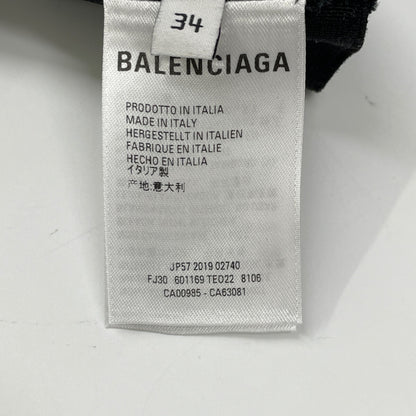 34
BALENCIAGA
PRODOTTO IN ITALIA
MADE IN ITALY
HERGESTELLT IN ITALIEN
FABRIQUE EN ITALIE
HECHO EN ITALIA
イタリア製
产地:意大利
JP57 2019 02740
FJ30 601169 TEO22 8106
CA00985 - CA63081